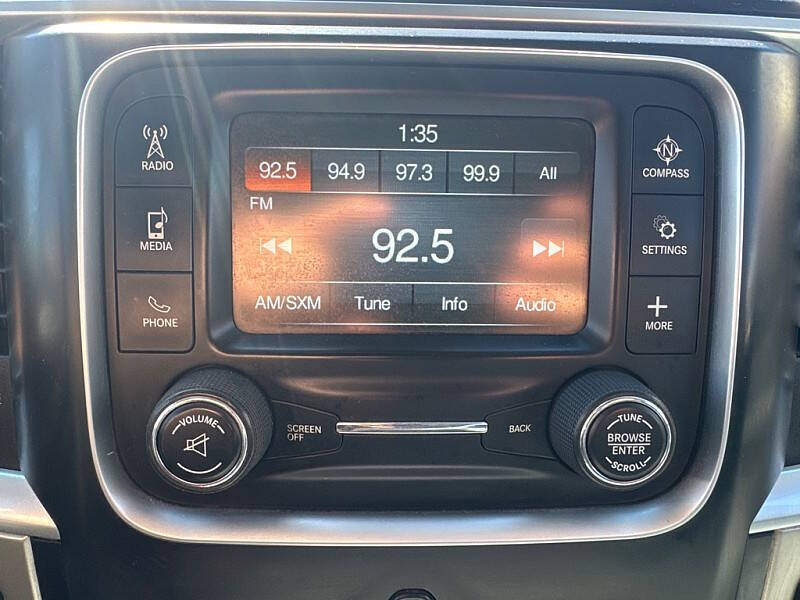 1:35
92.5 94.9 97.3 99.9 All
FM
92.5
AM/SXM Tune Info Audio
RADIO
MEDIA
PHONE
N
COMPASS
SETTINGS
MORE
VOLUME
SCREEN
OFF
BACK
TUNE
BROWSE
ENTER
SCROLL